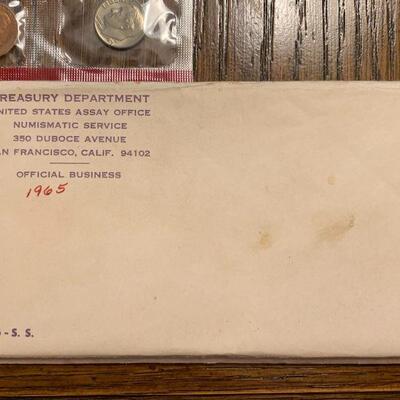 REASURY DEPARTMENT
NITED STATES ASSAY OFFICE
NUMISMATIC SERVICE
350 DUBOCE AVENUE
AN FRANCISCO, CALIF. 94102
OFFICIAL BUSINESS
1965
- S. S.